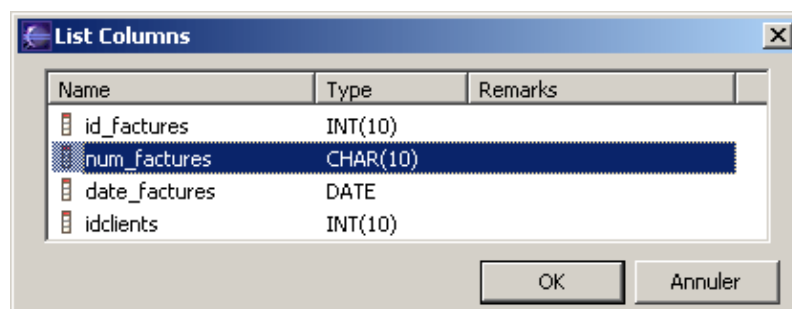 List Columns
Name Type Remarks
id_factures INT(10)
num_factures CHAR(10)
date_factures DATE
idclients INT(10)
OK Annuler